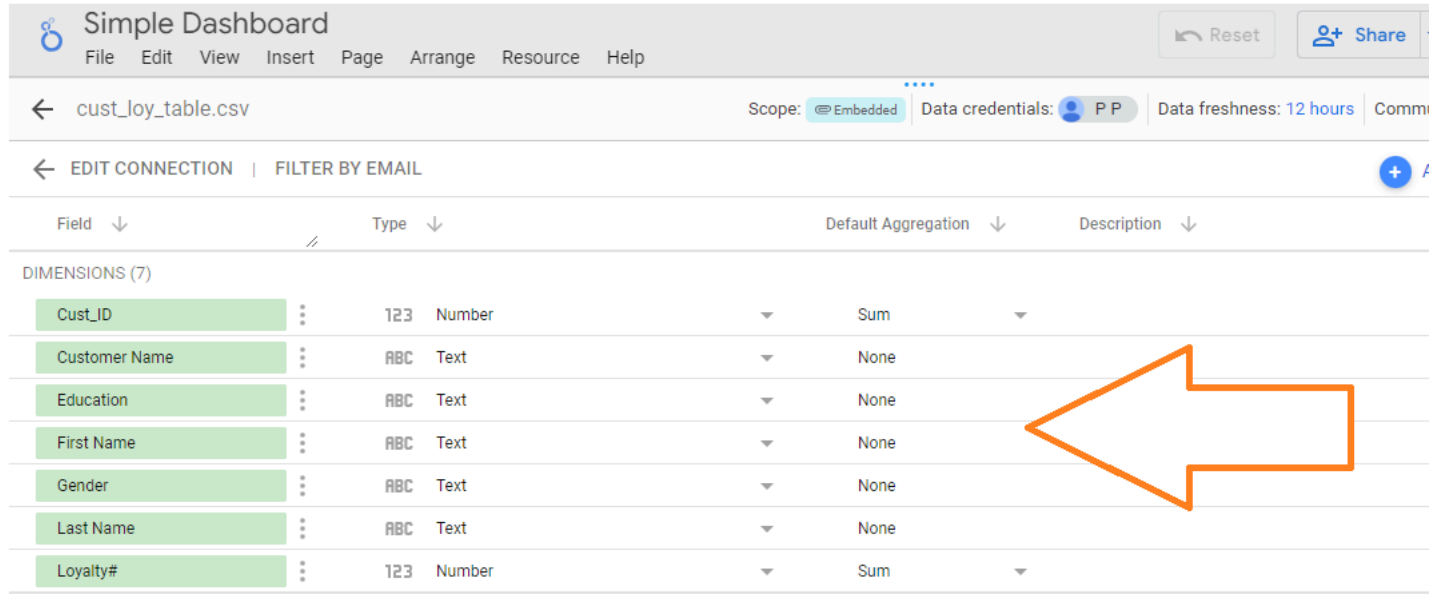 Simple Dashboard
File Edit View Insert Page Arrange Resource Help
Reset
Share
cust_loy_table.csv
Scope: Embedded Data credentials: P P Data freshness: 12 hours Commu
EDIT CONNECTION | FILTER BY EMAIL
Field Type Default Aggregation Description
DIMENSIONS (7)
Cust_ID 123 Number Sum
Customer Name ABC Text None
Education ABC Text None
First Name ABC Text None
Gender ABC Text None
Last Name ABC Text None
Loyalty# 123 Number Sum